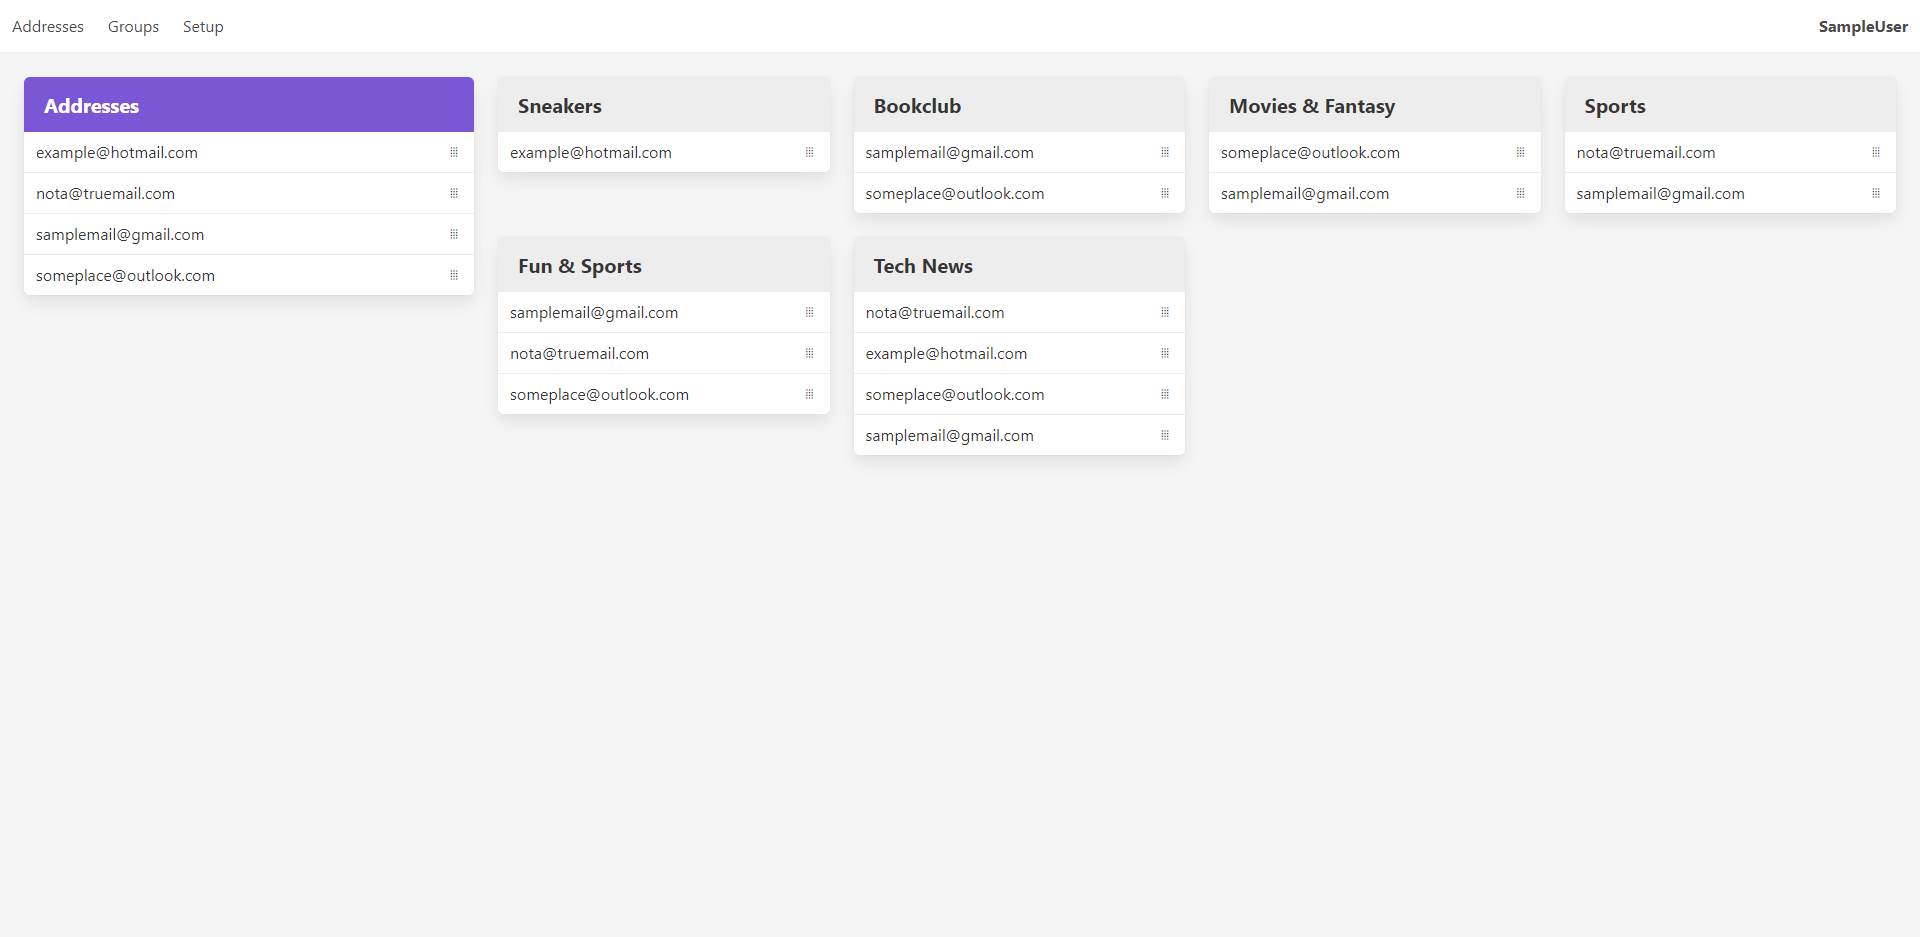 Addresses
Groups
Setup
SampleUser
Addresses
example@hotmail.com
nota@truemail.com
samplemail@gmail.com
someplace@outlook.com
Sneakers
example@hotmail.com
Bookclub
samplemail@gmail.com
someplace@outlook.com
Movies & Fantasy
someplace@outlook.com
samplemail@gmail.com
Sports
nota@truemail.com
samplemail@gmail.com
Fun & Sports
samplemail@gmail.com
nota@truemail.com
someplace@outlook.com
Tech News
nota@truemail.com
example@hotmail.com
someplace@outlook.com
samplemail@gmail.com